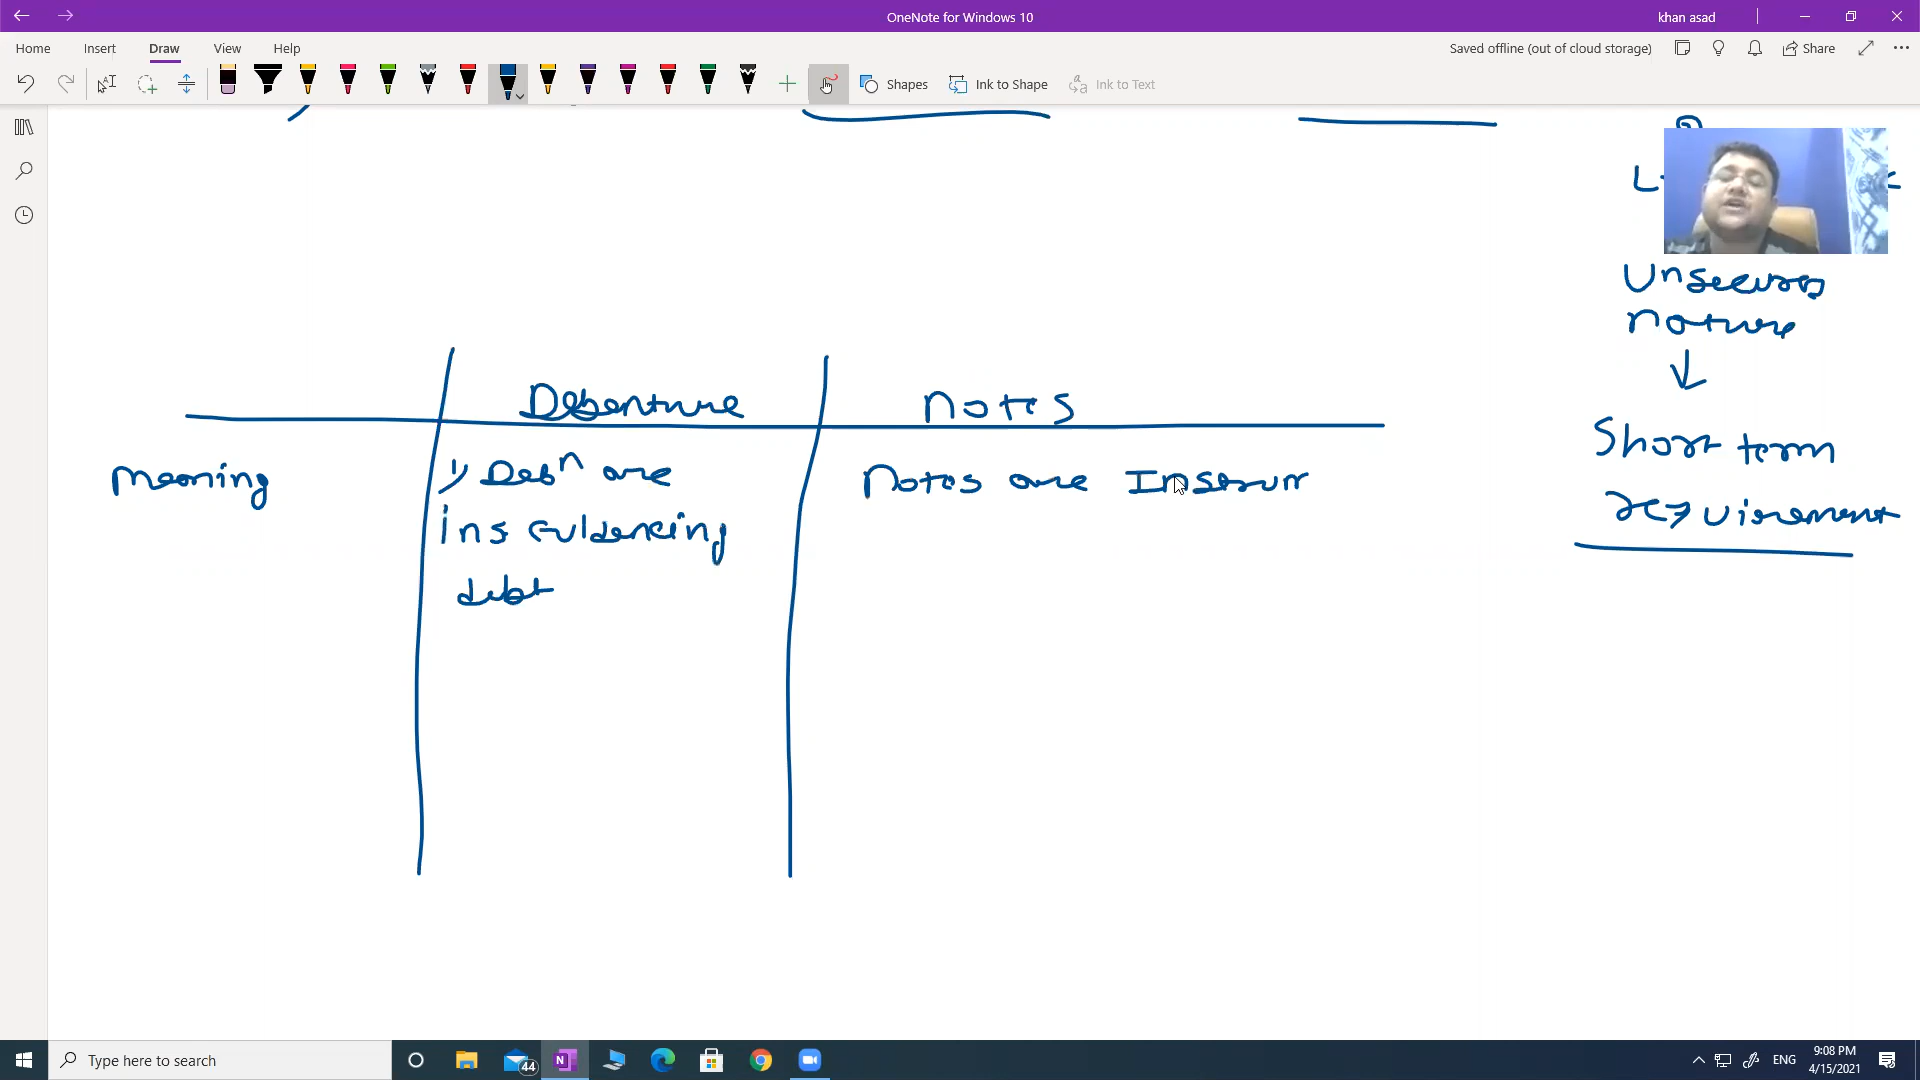 OneNote for Windows 10
khan asad
Home Insert Draw View Help
Saved offline (out of cloud storage)
Share
Shapes
Ink to Shape
Ink to Text
Unsecured
nature
Short term
requirement
Debenture Notes
Meaning
1) Debn are
ins evidencing
debt
Notes are Instrum
Type here to search
44
ENG
9:08 PM
4/15/2021